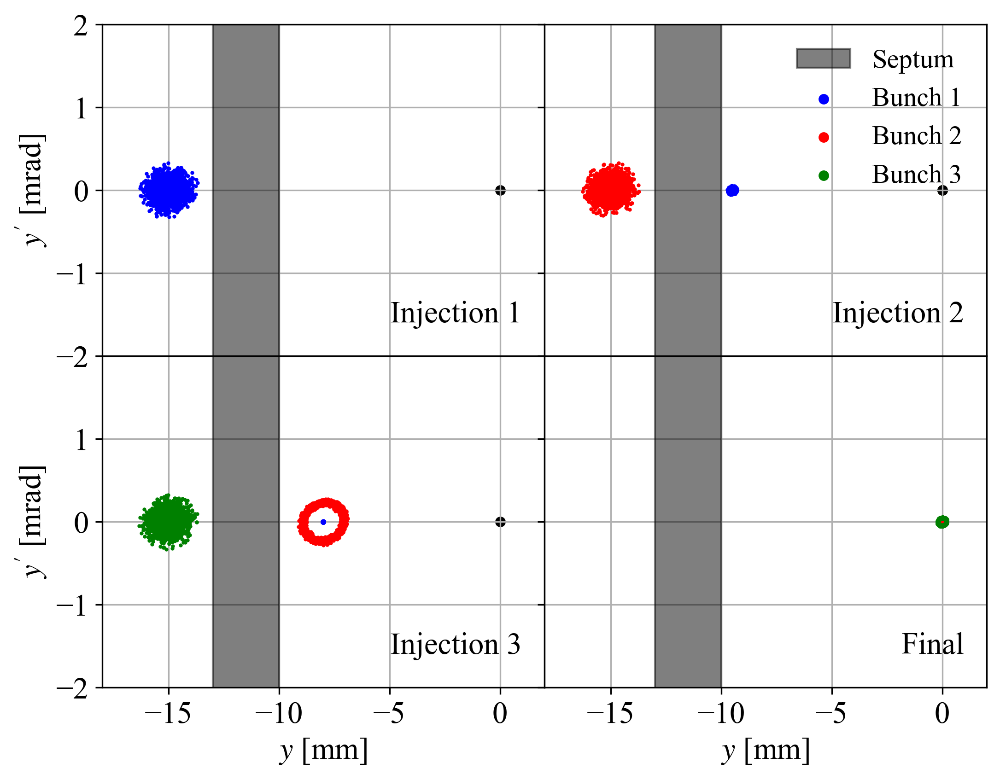 2
1
0
−1
−2
y′ [mrad]
Injection 1
Septum
Bunch 1
Bunch 2
Bunch 3
Injection 2
1
0
−1
−2
y′ [mrad]
Injection 3
Final
−15 −10 −5 0
−15 −10 −5 0
y [mm]
y [mm]